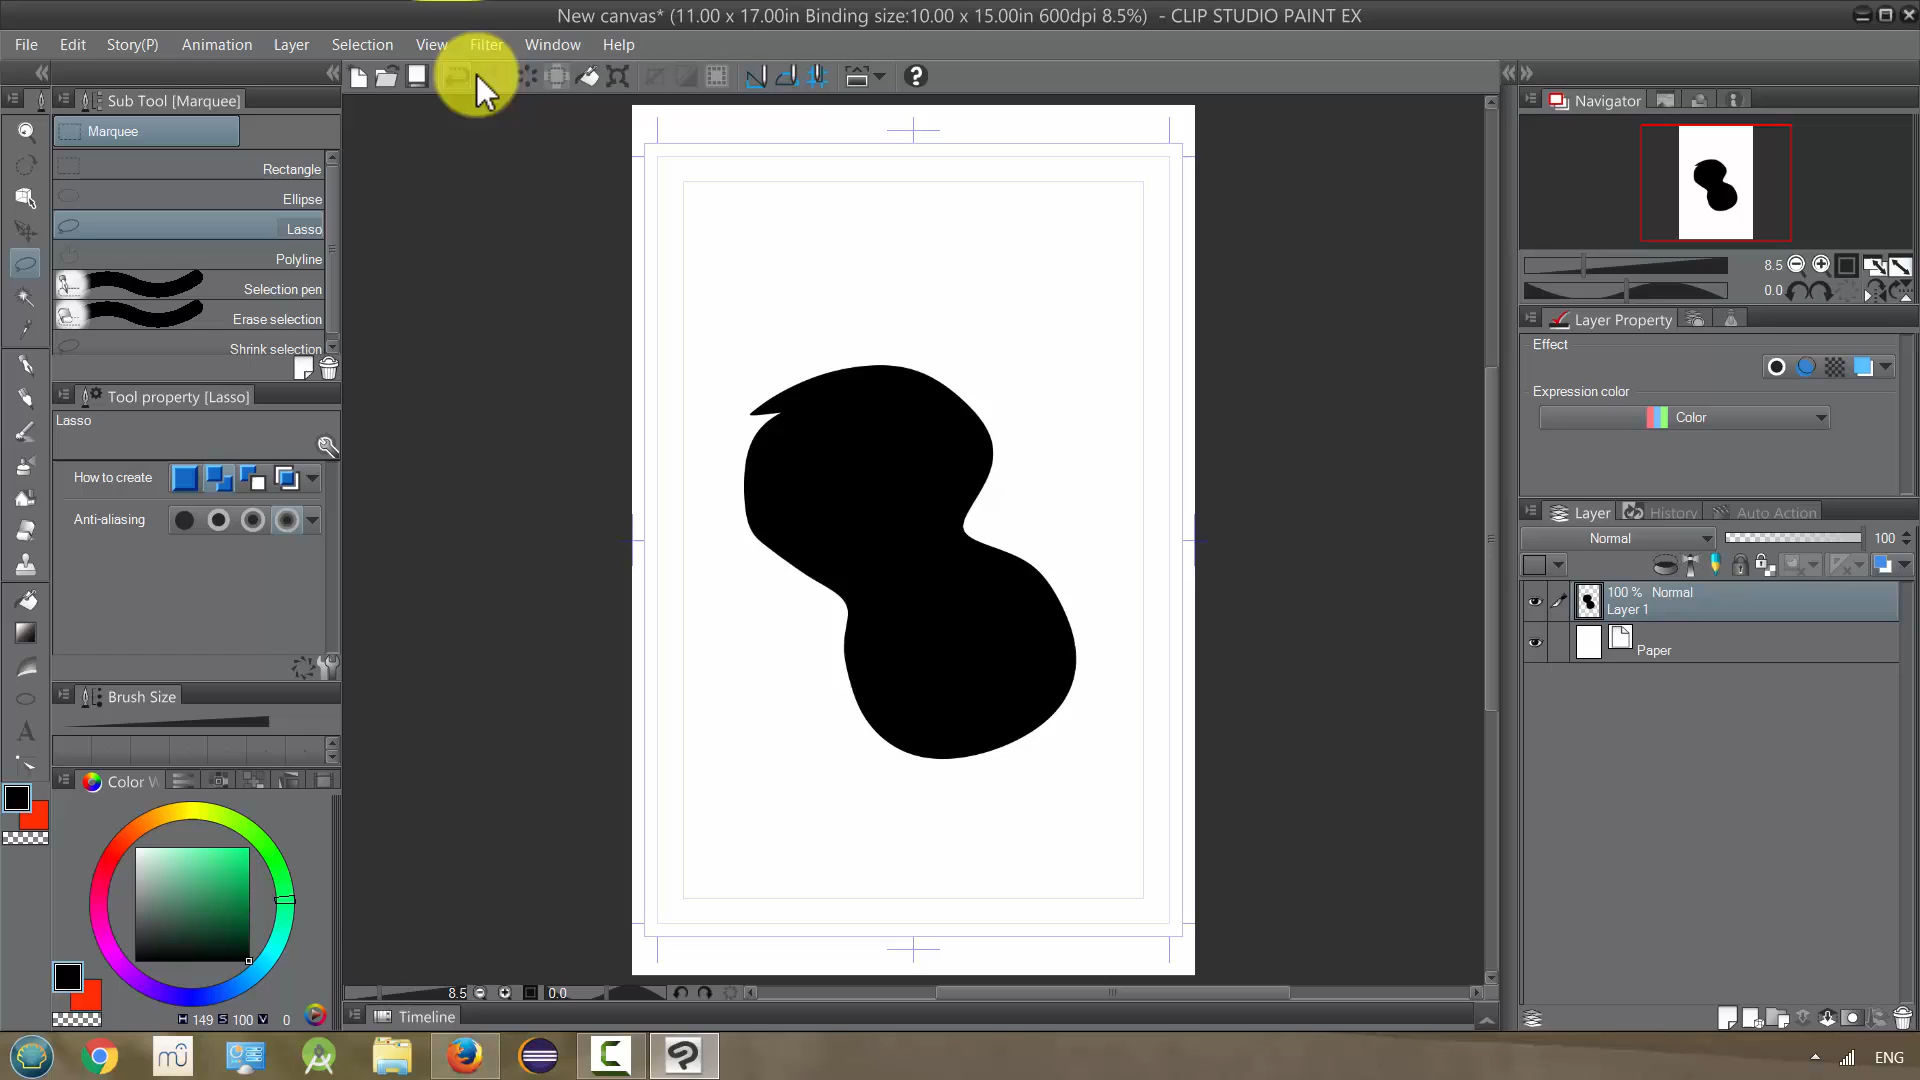 New canvas* (11.00 x 17.00in Binding size:10.00 x 15.00in 600dpi 8.5%) - CLIP STUDIO PAINT EX
File Edit Story(P) Animation Layer Selection View Filter Window Help
Sub Tool [Marquee]
Marquee
Rectangle
Ellipse
Lasso
Polyline
Selection pen
Erase selection
Shrink selection
Tool property [Lasso]
Lasso
How to create
Anti-aliasing
Brush Size
Color W
H 149 S 100 V 0
8.5 0.0
Timeline
Navigator
8.5
0.0
Layer Property
Effect
Expression color
Color
Layer History Auto Action
Normal 100
100 % Normal
Layer 1
Paper
A
mu
C
ENG